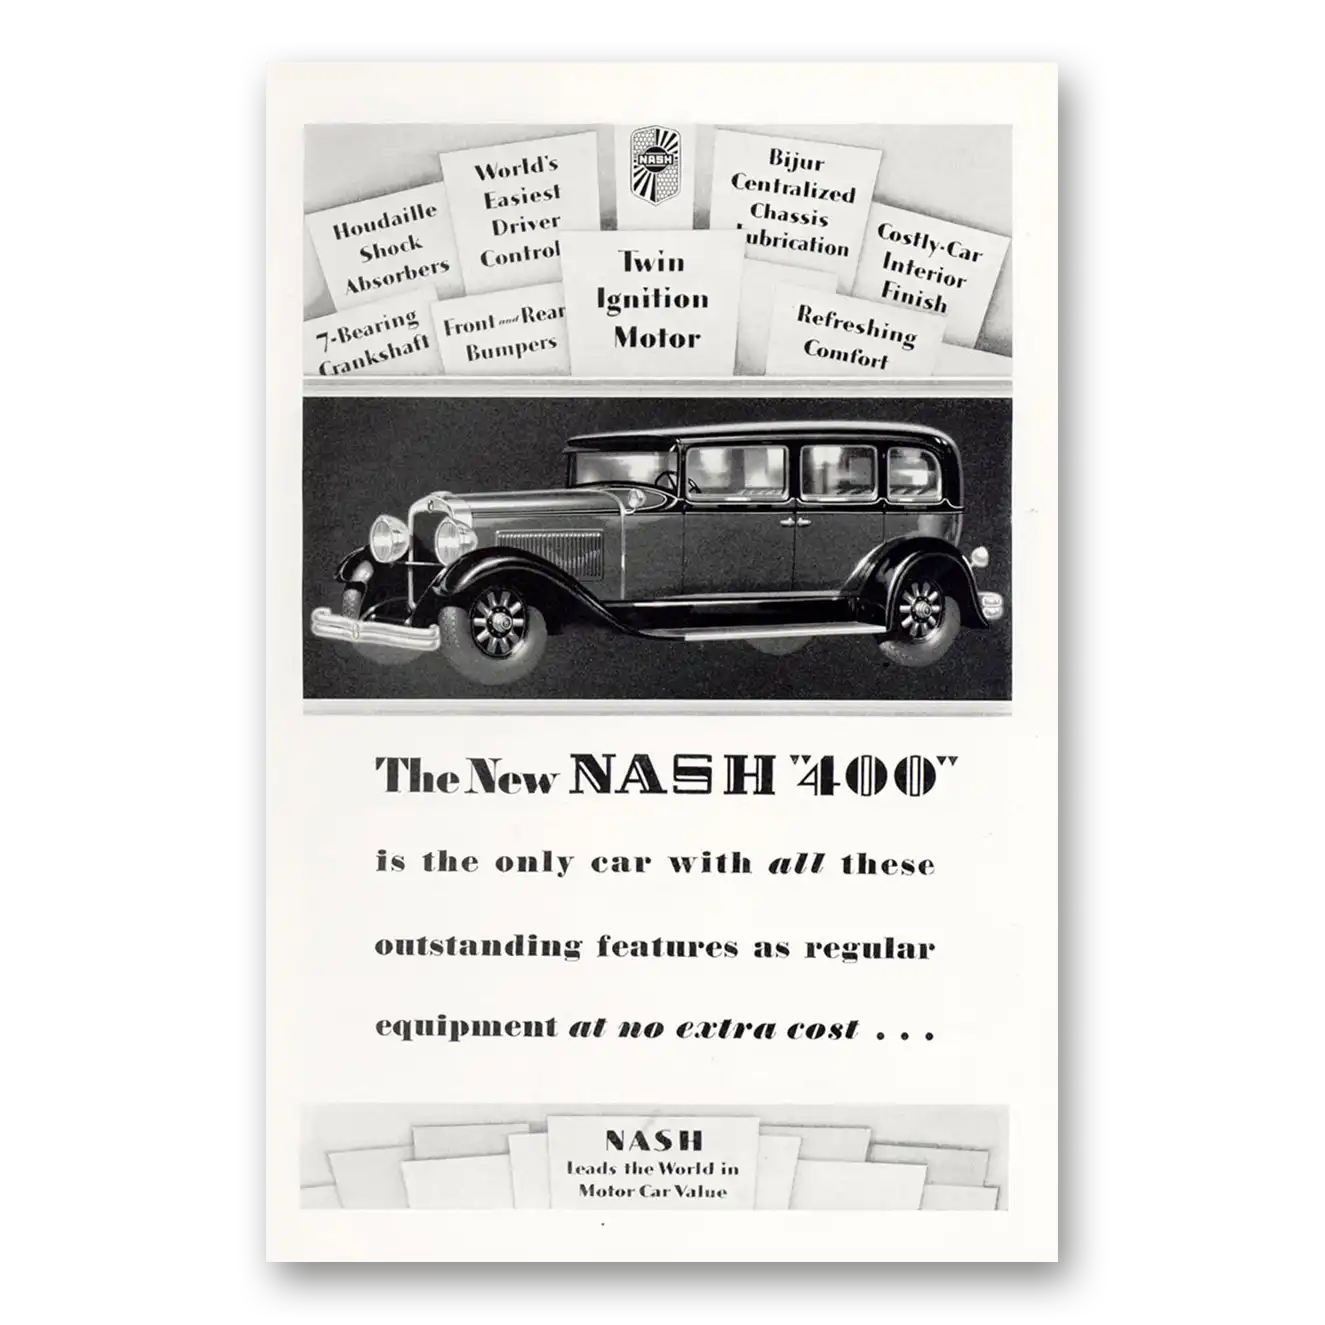 NASH
World's
Easiest
Driver
Control
Bijur
Centralized
Chassis
Lubrication
Houdaille
Shock
Absorbers
Costly-Car
Interior
Finish
Twin
Ignition
Motor
7-Bearing
Crankshaft
Front and Rear
Bumpers
Refreshing
Comfort
The New NASH "400"
is the only car with all these
outstanding features as regular
equipment at no extra cost . . .
NASH
Leads the World in
Motor Car Value